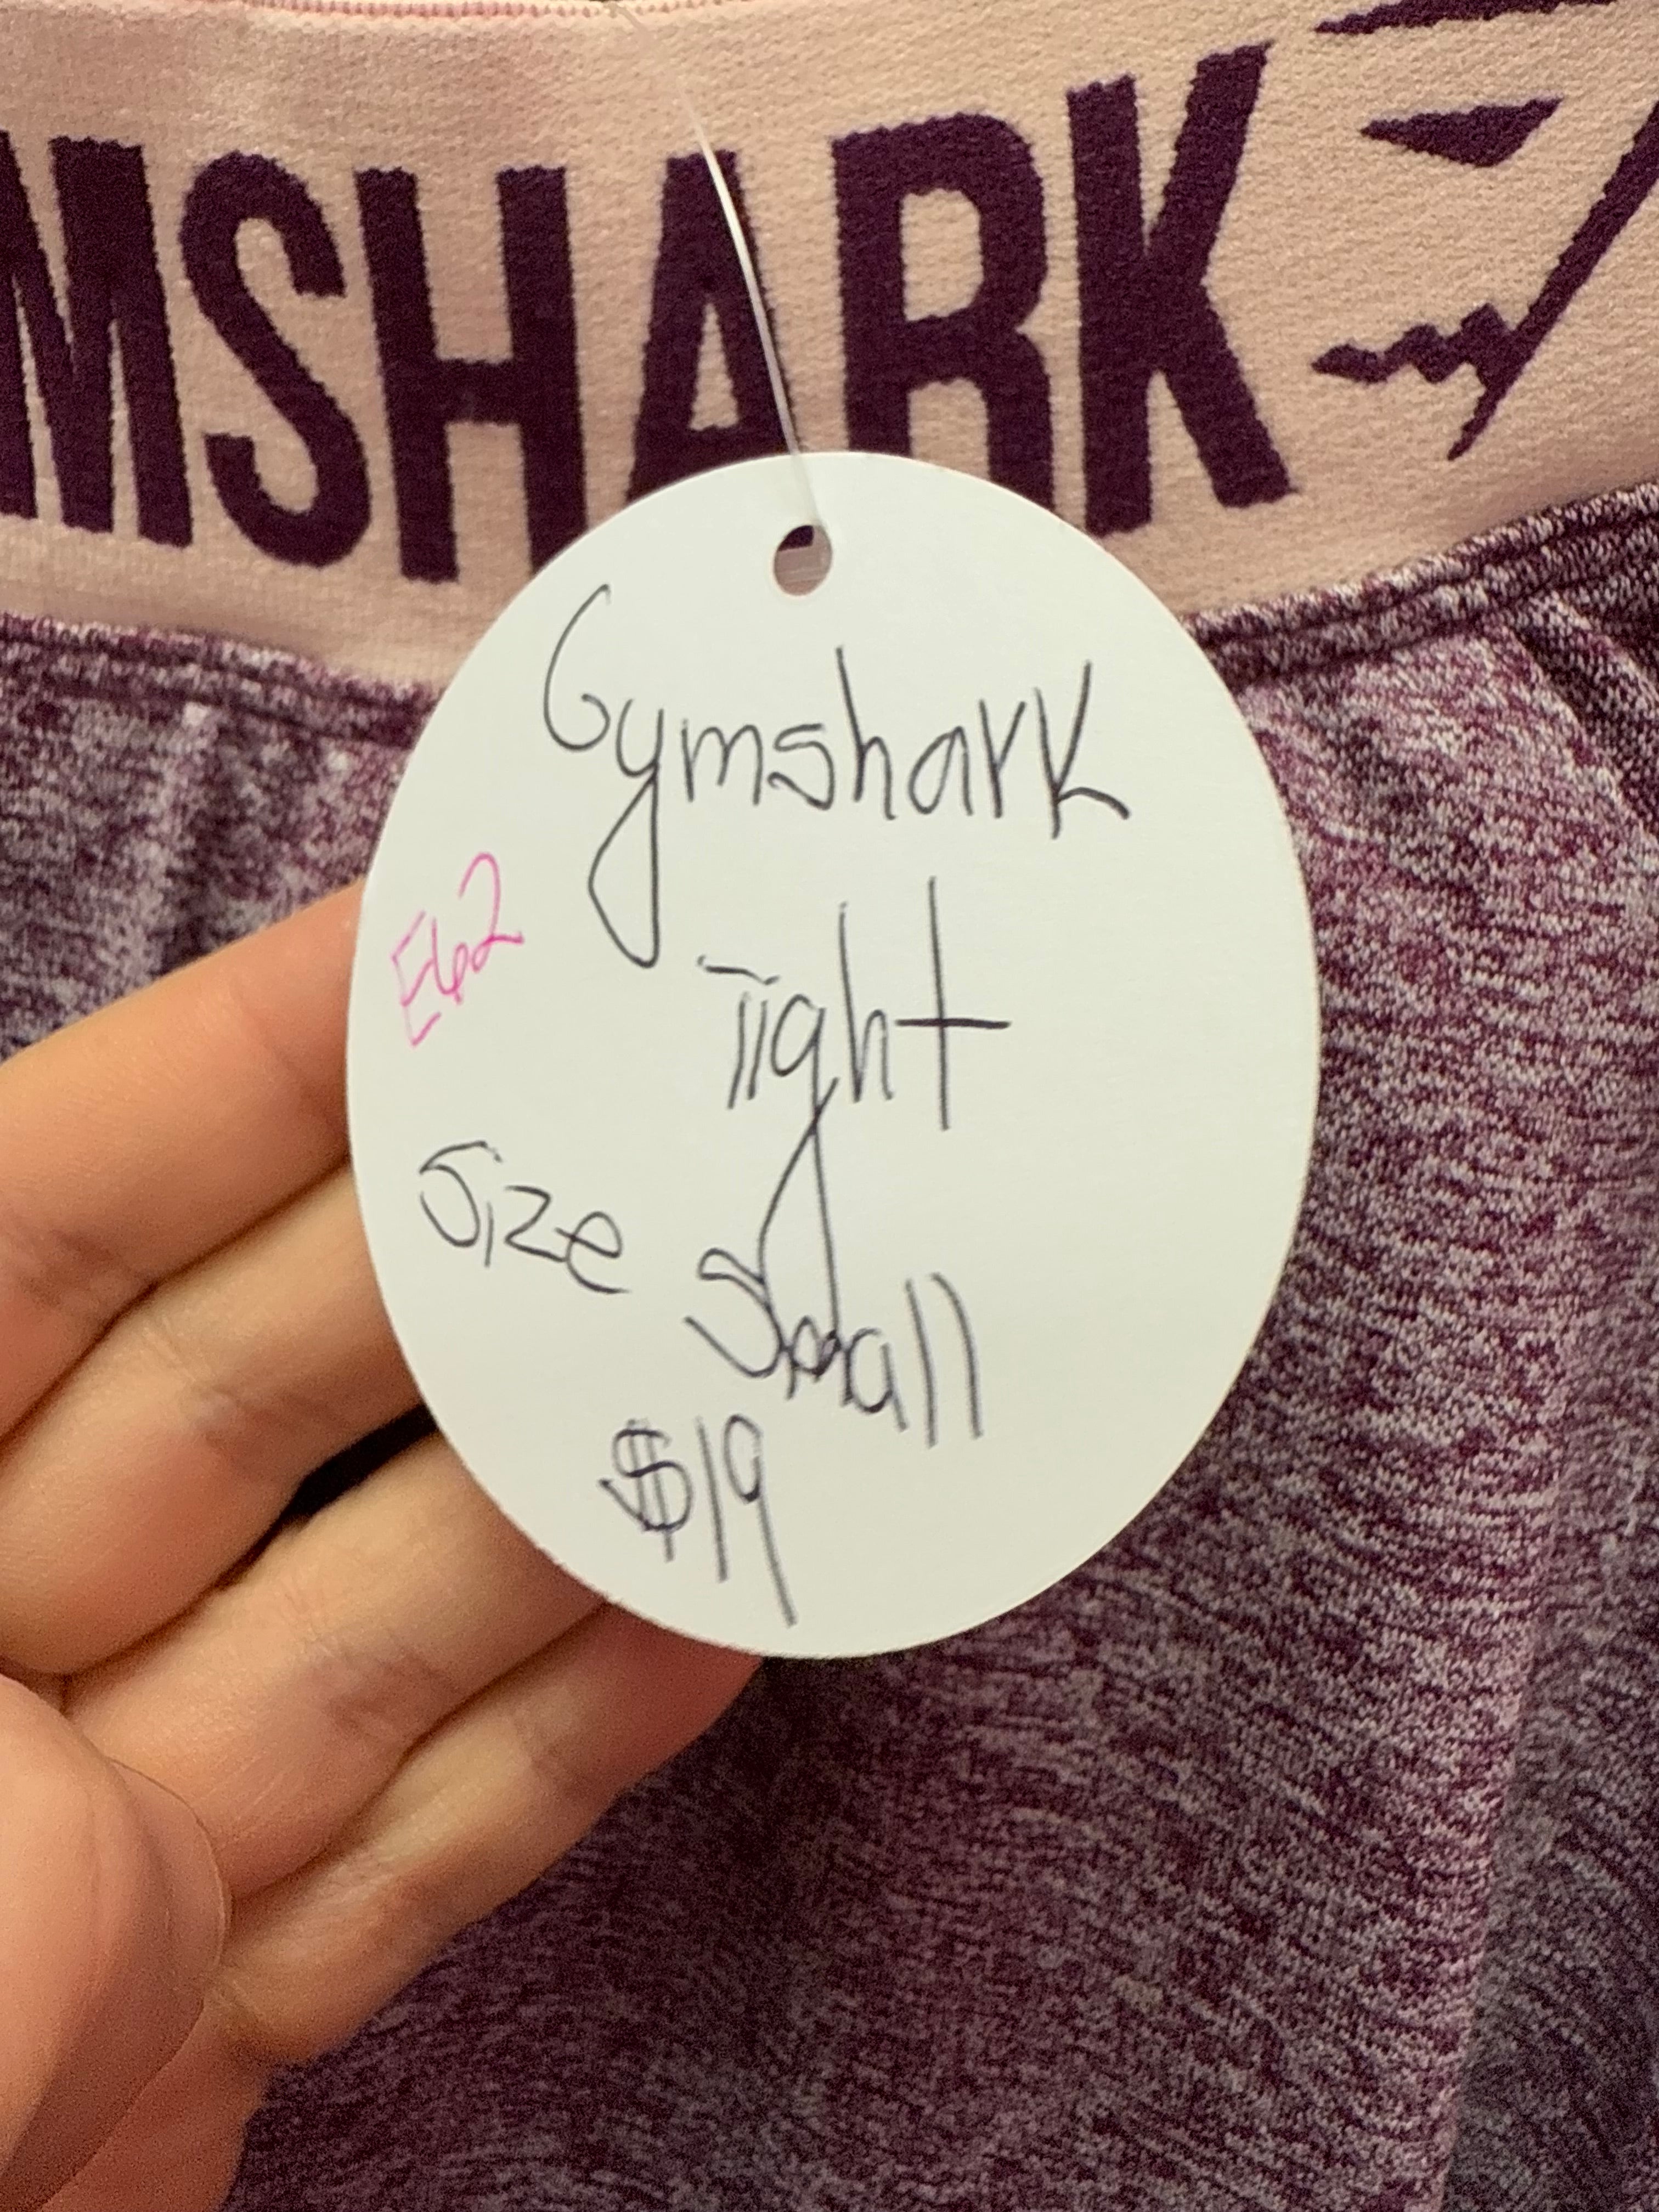 MSHARK
Gymshark
E62
Tight
Size Small
$19